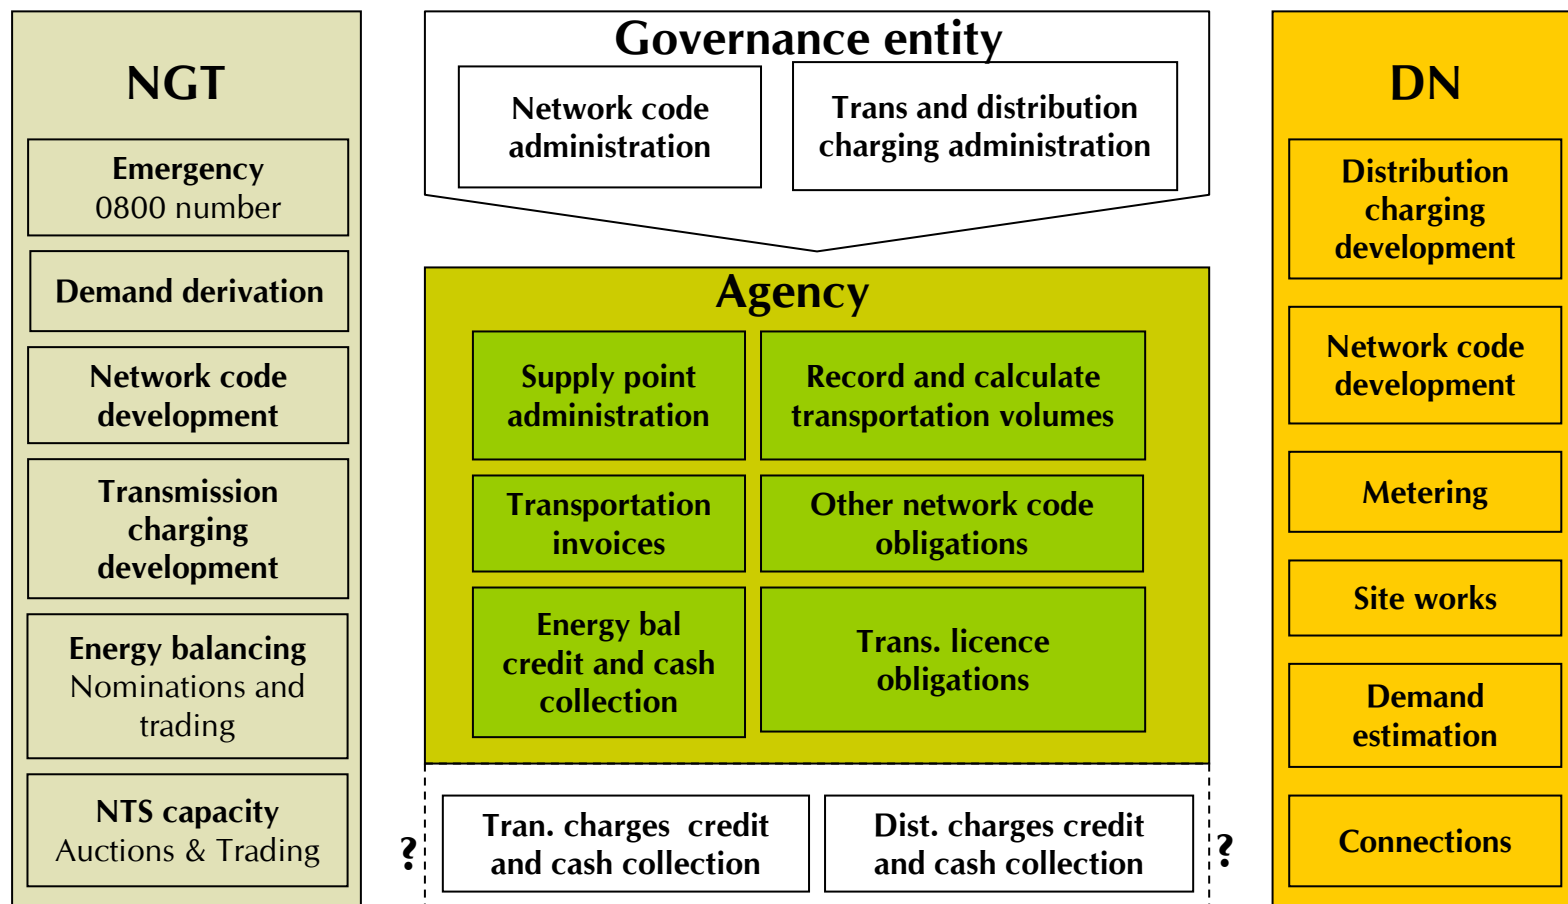 NGT
Emergency
0800 number
Demand derivation
Network code
development
Transmission
charging
development
Energy balancing
Nominations and
trading
NTS capacity
Auctions & Trading
Governance entity
Network code
administration
Trans and distribution
charging administration
Agency
Supply point
administration
Record and calculate
transportation volumes
Transportation
invoices
Other network code
obligations
Energy bal
credit and cash
collection
Trans. licence
obligations
?
Tran. charges credit
and cash collection
Dist. charges credit
and cash collection
?
DN
Distribution
charging
development
Network code
development
Metering
Site works
Demand
estimation
Connections